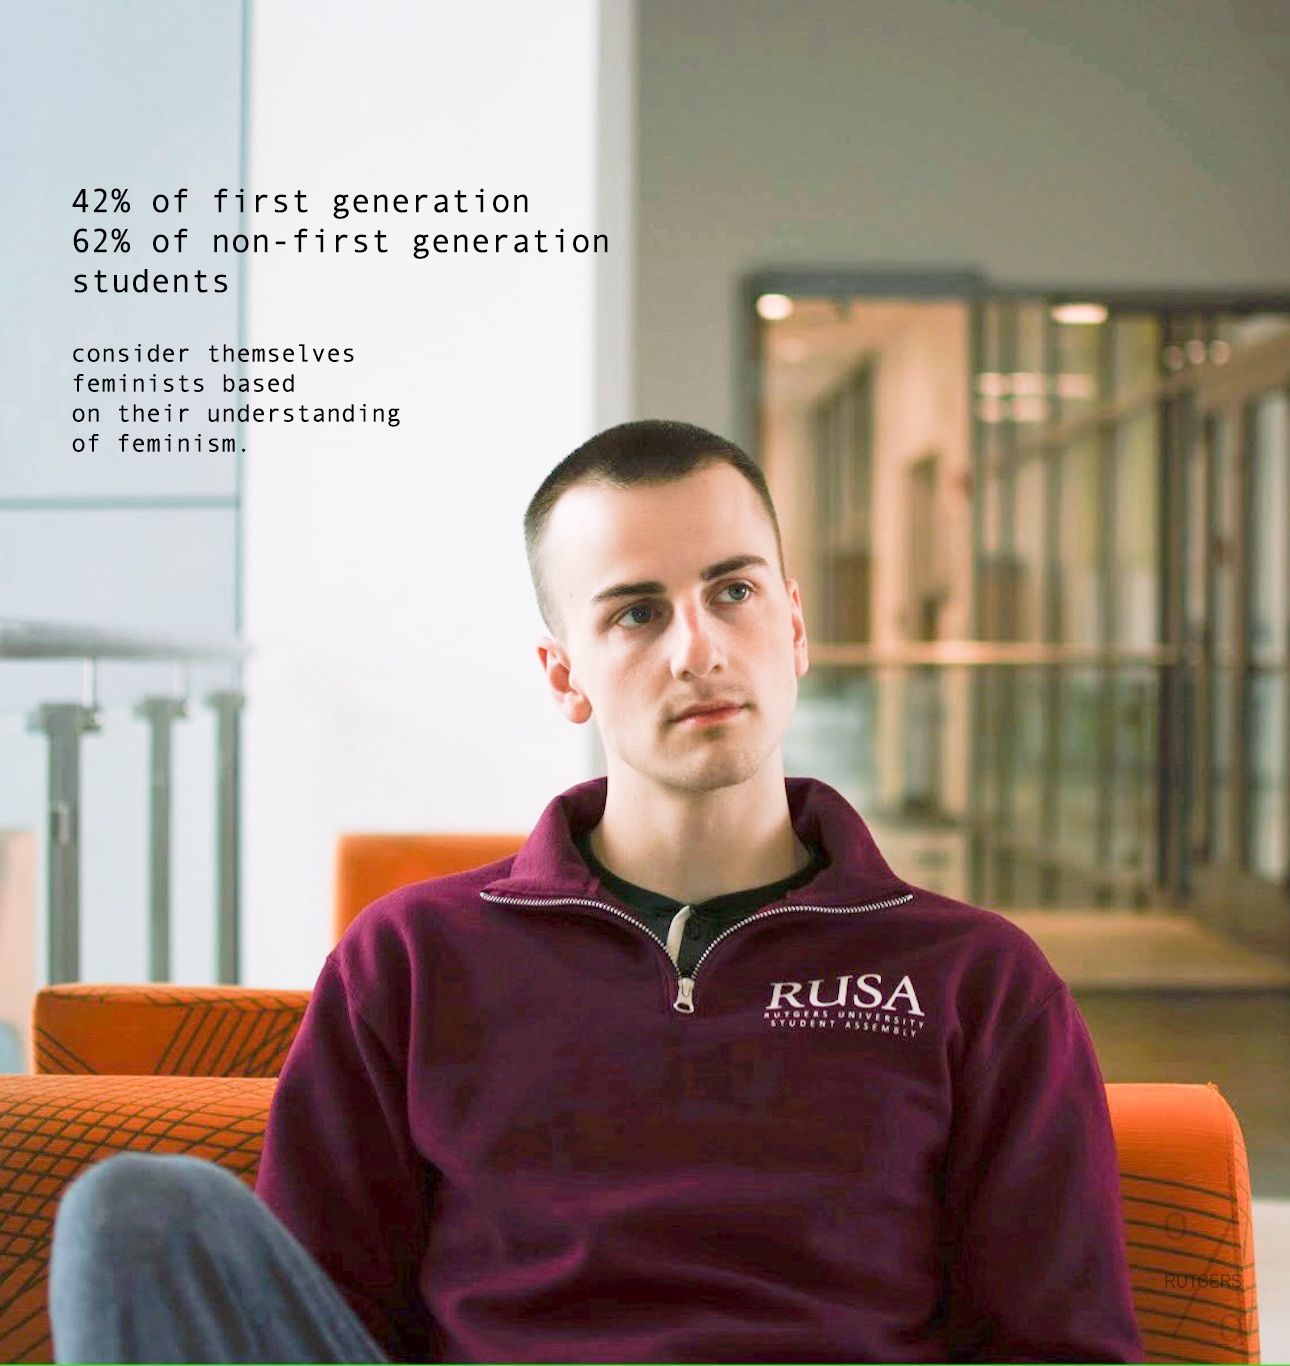 42% of first generation
62% of non-first generation
students
consider themselves
feminists based
on their understanding
of feminism.
RUSA
RUTGERS UNIVERSITY
STUDENT ASSEMBLY
RUTGERS